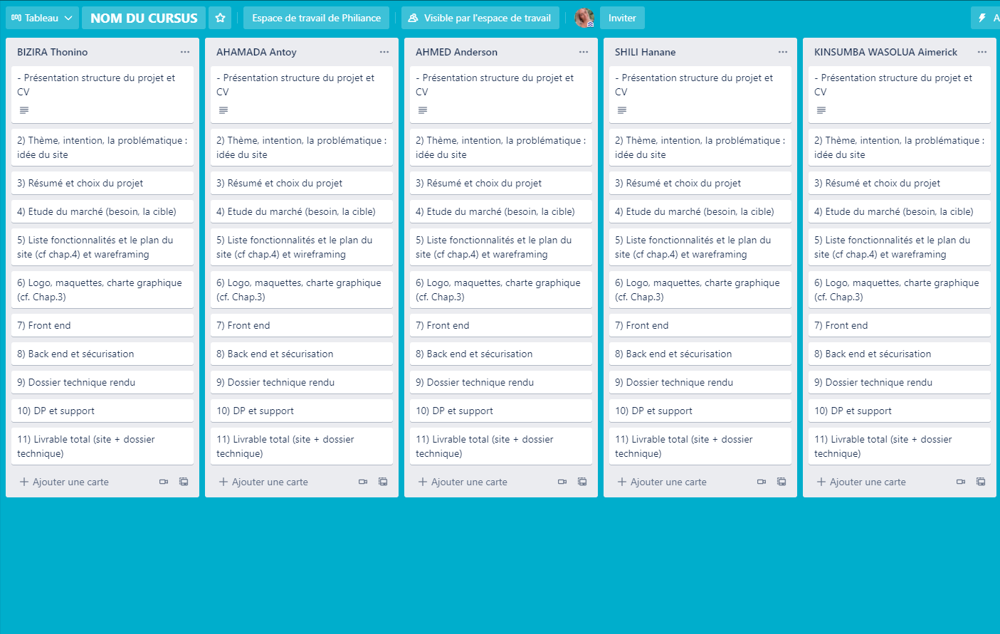 Tableau
NOM DU CURSUS
Espace de travail de Philiance
Visible par l'espace de travail
Inviter
A
BIZIRA Thonino
- Présentation structure du projet et
CV
2) Thème, intention, la problématique :
idée du site
3) Résumé et choix du projet
4) Etude du marché (besoin, la cible)
5) Liste fonctionnalités et le plan du
site (cf chap.4) et wareframing
6) Logo, maquettes, charte graphique
(cf. Chap.3)
7) Front end
8) Back end et sécurisation
9) Dossier technique rendu
10) DP et support
11) Livrable total (site + dossier
technique)
Ajouter une carte
AHAMADA Antoy
- Présentation structure du projet et
CV
2) Thème, intention, la problématique :
idée du site
3) Résumé et choix du projet
4) Etude du marché (besoin, la cible)
5) Liste fonctionnalités et le plan du
site (cf chap.4) et wireframing
6) Logo, maquettes, charte graphique
(cf. Chap.3)
7) Front end
8) Back end et sécurisation
9) Dossier technique rendu
10) DP et support
11) Livrable total (site + dossier
technique)
Ajouter une carte
AHMED Anderson
- Présentation structure du projet et
CV
2) Thème, intention, la problématique :
idée du site
3) Résumé et choix du projet
4) Etude du marché (besoin, la cible)
5) Liste fonctionnalités et le plan du
site (cf chap.4) et wareframing
6) Logo, maquettes, charte graphique
(cf. Chap.3)
7) Front end
8) Back end et sécurisation
9) Dossier technique rendu
10) DP et support
11) Livrable total (site + dossier
technique)
Ajouter une carte
SHILI Hanane
- Présentation structure du projet et
CV
2) Thème, intention, la problématique :
idée du site
3) Résumé et choix du projet
4) Etude du marché (besoin, la cible)
5) Liste fonctionnalités et le plan du
site (cf chap.4) et wareframing
6) Logo, maquettes, charte graphique
(cf. Chap.3)
7) Front end
8) Back end et sécurisation
9) Dossier technique rendu
10) DP et support
11) Livrable total (site + dossier
technique)
Ajouter une carte
KINSUMBA WASOLUA Aimerick
- Présentation structure du projet et
CV
2) Thème, intention, la problématique :
idée du site
3) Résumé et choix du projet
4) Etude du marché (besoin, la cible)
5) Liste fonctionnalités et le plan du
site (cf chap.4) et wareframing
6) Logo, maquettes, charte graphique
(cf. Chap.3)
7) Front end
8) Back end et sécurisation
9) Dossier technique rendu
10) DP et support
11) Livrable total (site + dossier
technique)
Ajouter une carte